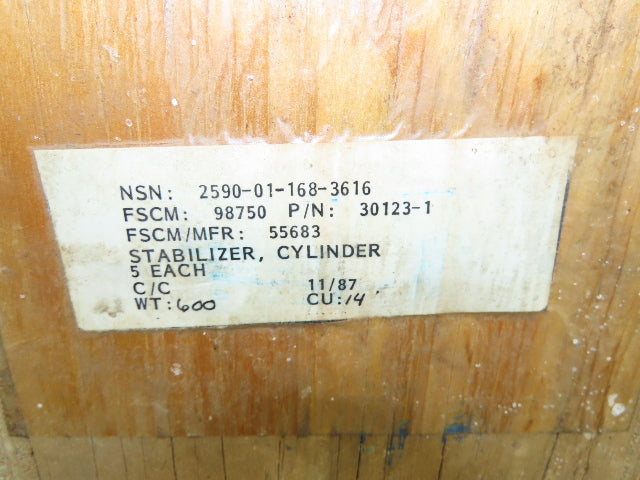 NSN: 2590-01-168-3616
FSCM: 98750 P/N: 30123-1
FSCM/MFR: 55683
STABILIZER, CYLINDER
5 EACH
C/C 11/87
WT: 600 CU: 14